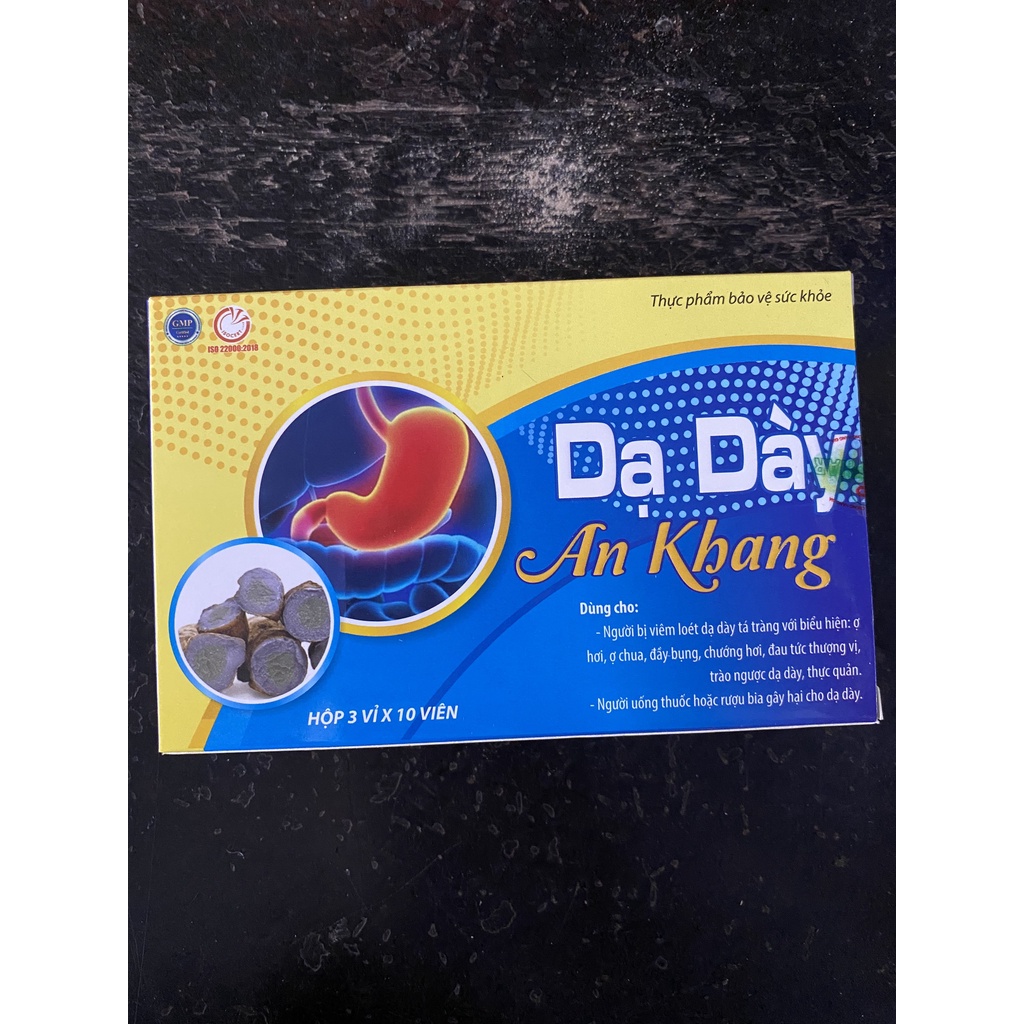 Thực phẩm bảo vệ sức khỏe
GMP
ISOCERT
ISO 22000:2018
Dạ Dày
An Khang
Dùng cho:
- Người bị viêm loét dạ dày tá tràng với biểu hiện: ợ
hơi, ợ chua, đầy bụng, chướng hơi, đau tức thượng vị,
trào ngược dạ dày, thực quản.
- Người uống thuốc hoặc rượu bia gây hại cho dạ dày.
HỘP 3 VỈ X 10 VIÊN